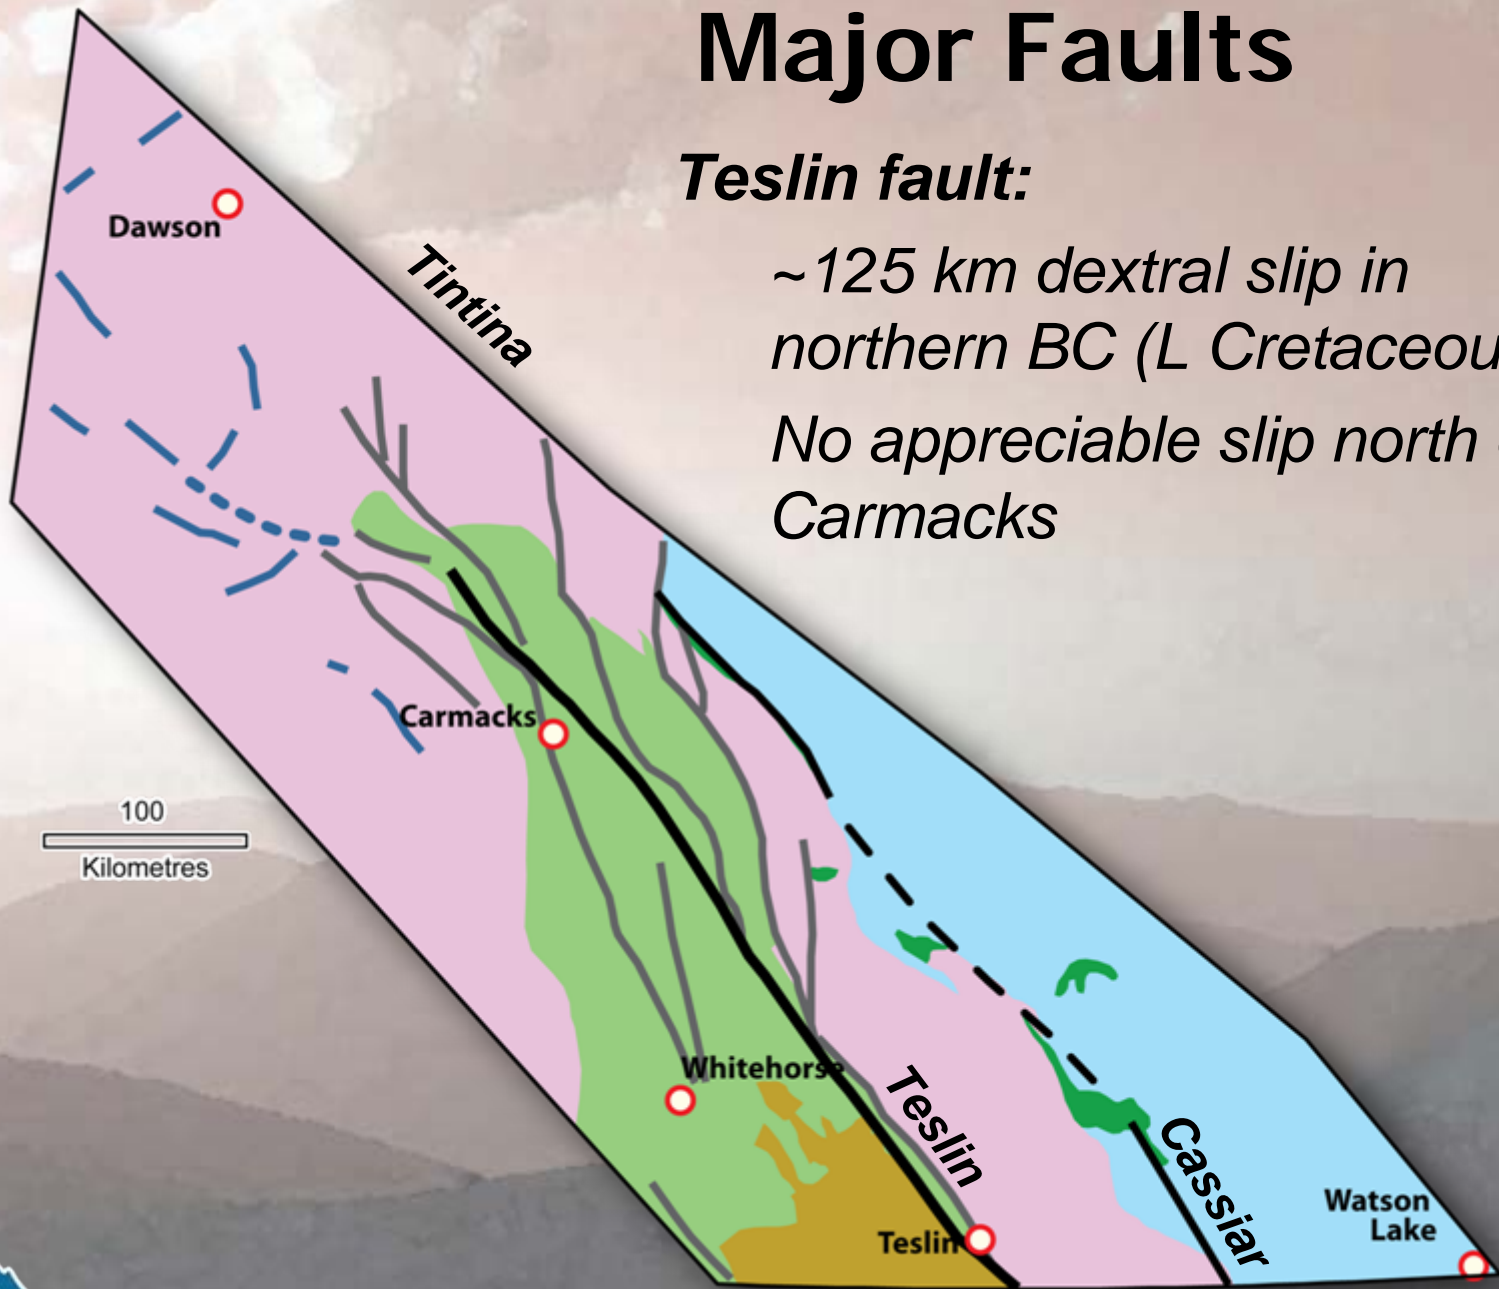 Major Faults
Teslin fault:
~125 km dextral slip in
northern BC (L Cretaceou
No appreciable slip north
Carmacks
Dawson
Tintina
Carmacks
100
Kilometres
Whitehorse
Teslin
Cassiar
Teslin
Watson
Lake